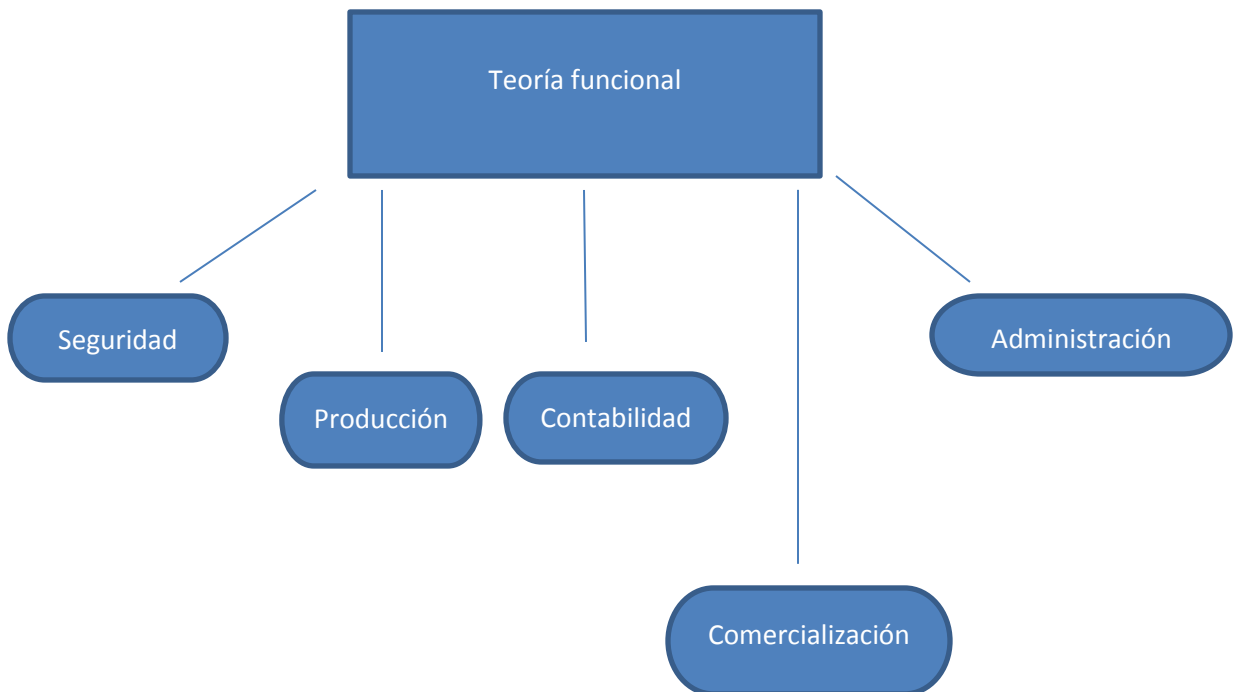 Teoría funcional
Seguridad
Administración
Producción
Contabilidad
Comercialización